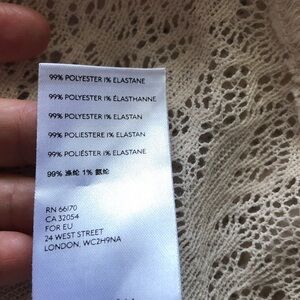 99% POLYESTER 1% ELASTANE
99% POLYESTER 1% ÉLASTHANNE
99% POLYESTER 1% ELASTAN
99% POLIESTERE 1% ELASTAN
99% POLIÉSTER 1% ELASTANE
99% 涤纶 1% 氨纶
RN 66170
CA 32054
FOR EU
24 WEST STREET
LONDON, WC2H9NA